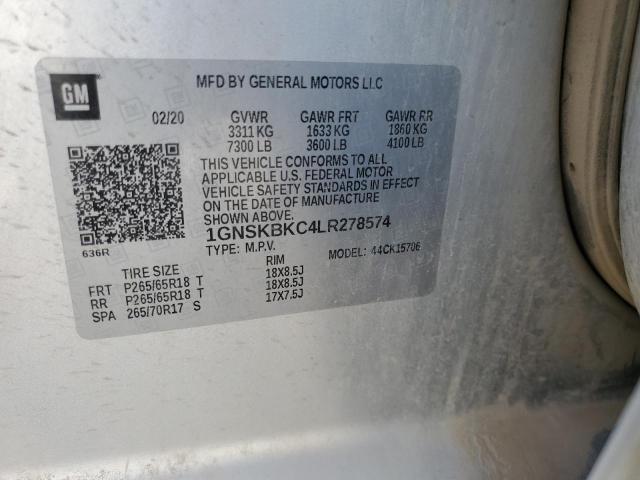 GM
MFD BY GENERAL MOTORS LLC
02/20 GVWR GAWR FRT GAWR RR
3311 KG 1633 KG 1860 KG
7300 LB 3600 LB 4100 LB
THIS VEHICLE CONFORMS TO ALL
APPLICABLE U.S. FEDERAL MOTOR
VEHICLE SAFETY STANDARDS IN EFFECT
ON THE DATE OF MANUFACTURE
SHOWN ABOVE.
636R
1GNSKBKC4LR278574
TYPE: M.P.V. MODEL: 44CK15706
TIRE SIZE RIM
FRT P265/65R18 T 18X8.5J
RR P265/65R18 T 18X8.5J
SPA 265/70R17 S 17X7.5J